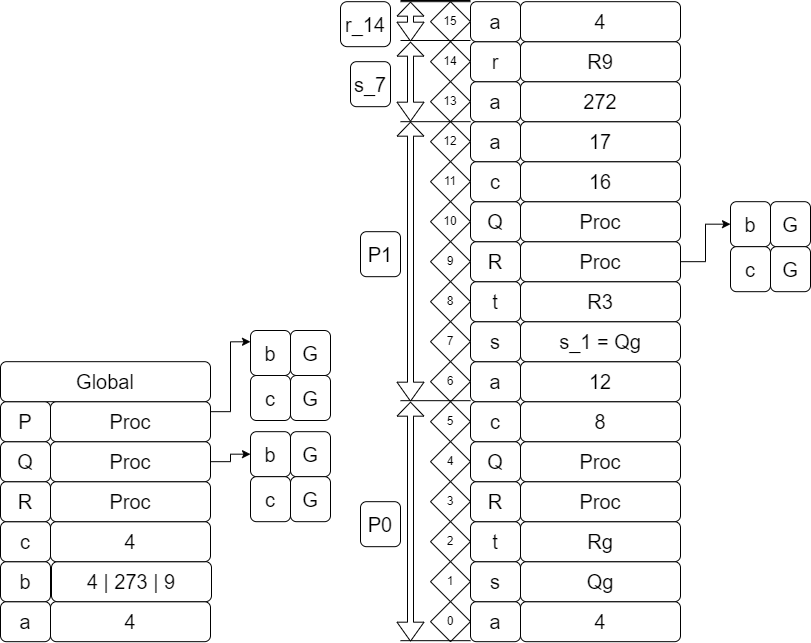 r_14
15 a 4
14 r R9
s_7
13 a 272
12 a 17
11 c 16
10 Q Proc
P1
9 R Proc
b G
c G
8 t R3
7 s s_1 = Qg
6 a 12
5 c 8
4 Q Proc
3 R Proc
P0
2 t Rg
1 s Qg
0 a 4
Global
P Proc
b G
c G
Q Proc
b G
c G
R Proc
c 4
b 4 | 273 | 9
a 4